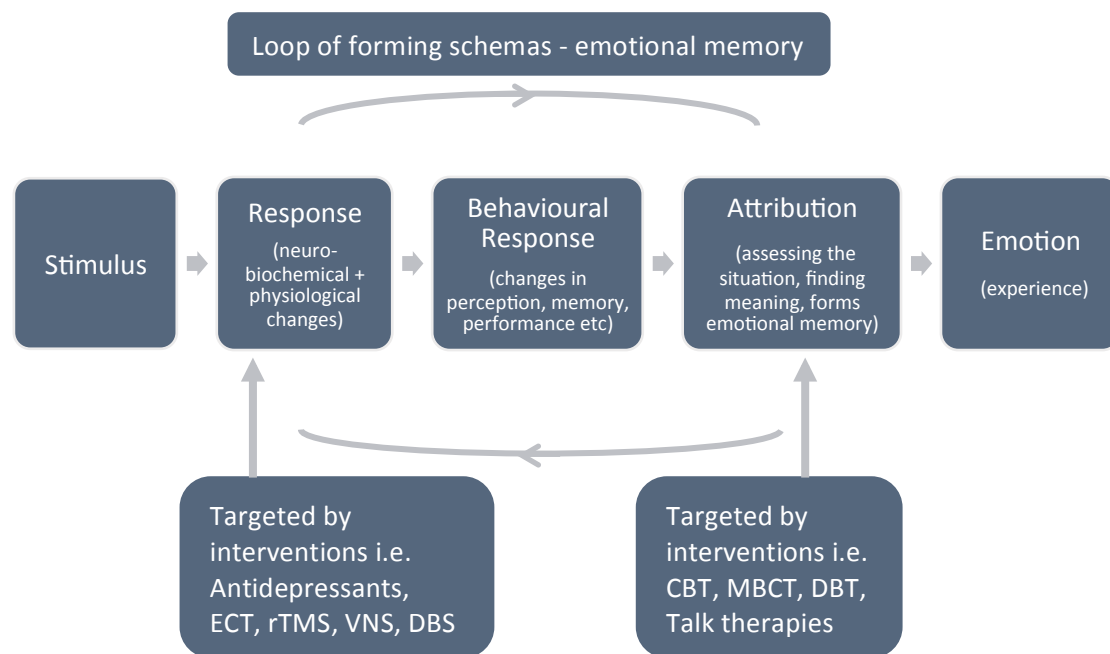 Loop of forming schemas - emotional memory
Stimulus
Response
(neuro-
biochemical +
physiological
changes)
Behavioural
Response
(changes in
perception, memory,
performance etc)
Attribution
(assessing the
situation, finding
meaning, forms
emotional memory)
Emotion
(experience)
Targeted by
interventions i.e.
Antidepressants,
ECT, rTMS, VNS, DBS
Targeted by
interventions i.e.
CBT, MBCT, DBT,
Talk therapies